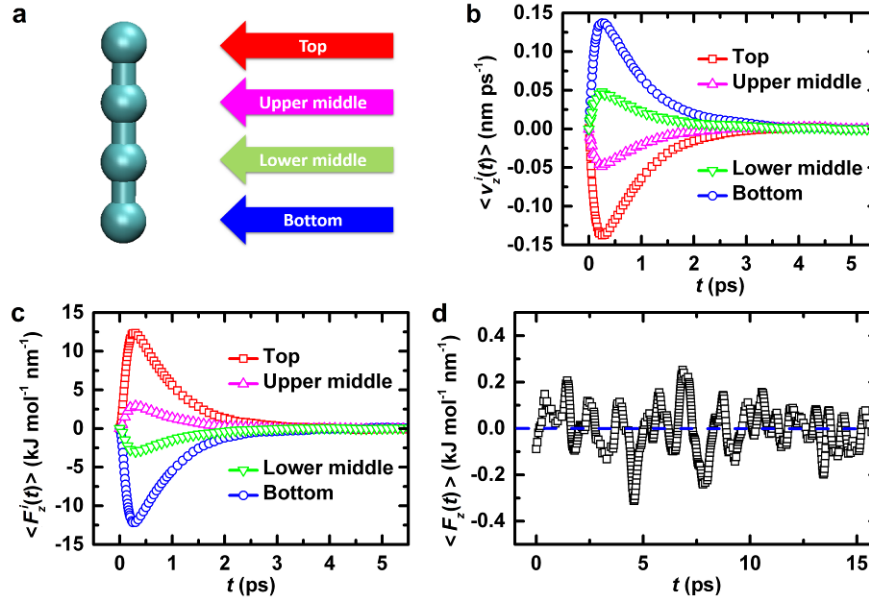 a
Top
Upper middle
Lower middle
Bottom
b
< v_z^i(t) > (nm ps⁻¹)
0.15
0.10
0.05
0.00
-0.05
-0.10
-0.15
Top
Upper middle
Lower middle
Bottom
0 1 2 3 4 5
t (ps)
c
< F_z^i(t) > (kJ mol⁻¹ nm⁻¹)
15
10
5
0
-5
-10
-15
Top
Upper middle
Lower middle
Bottom
0 1 2 3 4 5
t (ps)
d
< F_z(t) > (kJ mol⁻¹ nm⁻¹)
0.4
0.2
0.0
-0.2
-0.4
0 5 10 15
t (ps)